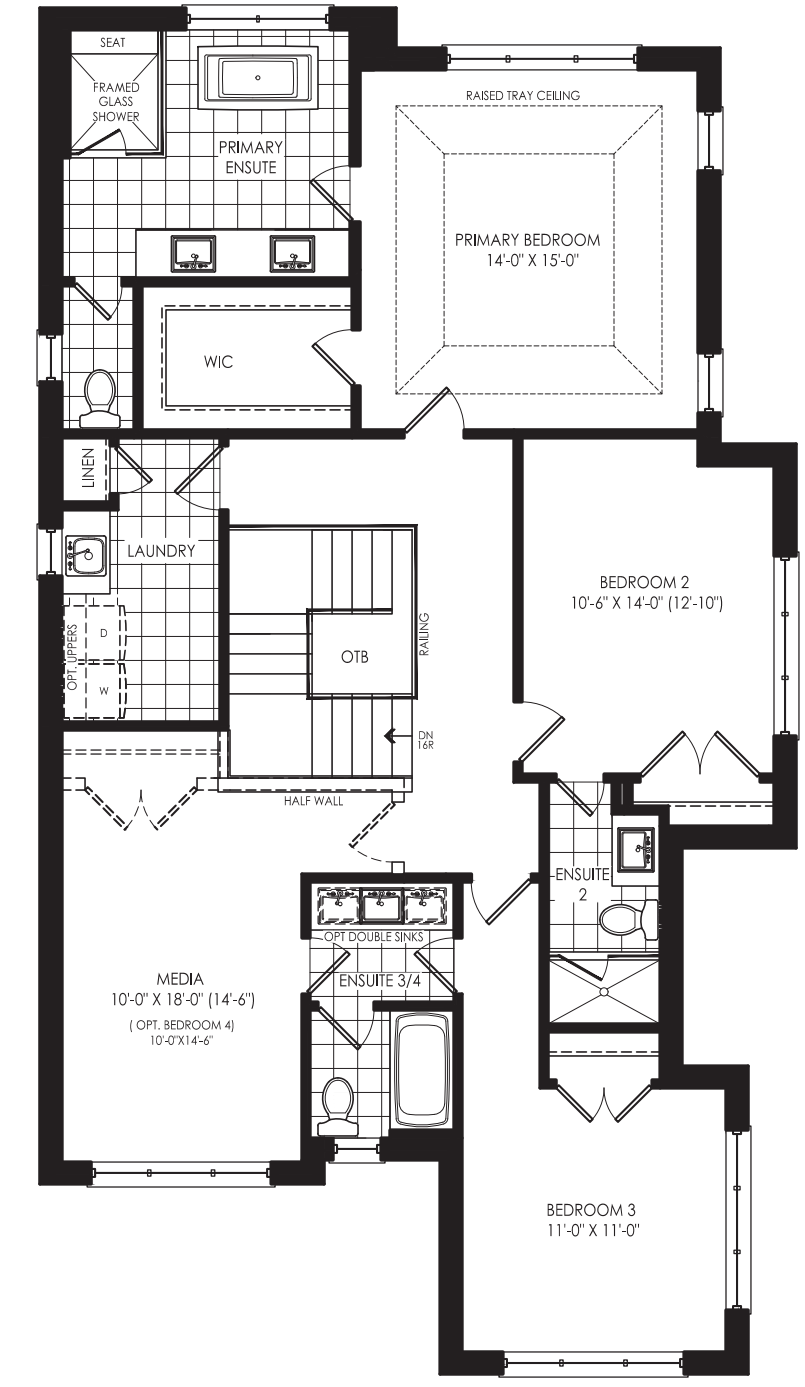 SEAT
FRAMED
GLASS
SHOWER
RAISED TRAY CEILING
PRIMARY
ENSUTE
PRIMARY BEDROOM
14'-0" X 15'-0"
WIC
LINEN
LAUNDRY
OPT. UPPERS
D
W
OTB
RAILING
DN
16R
HALF WALL
BEDROOM 2
10'-6" X 14'-0" (12'-10")
ENSUITE
2
OPT DOUBLE SINKS
ENSUITE 3/4
MEDIA
10'-0" X 18'-0" (14'-6")
( OPT. BEDROOM 4)
10'-0"X14'-6"
BEDROOM 3
11'-0" X 11'-0"